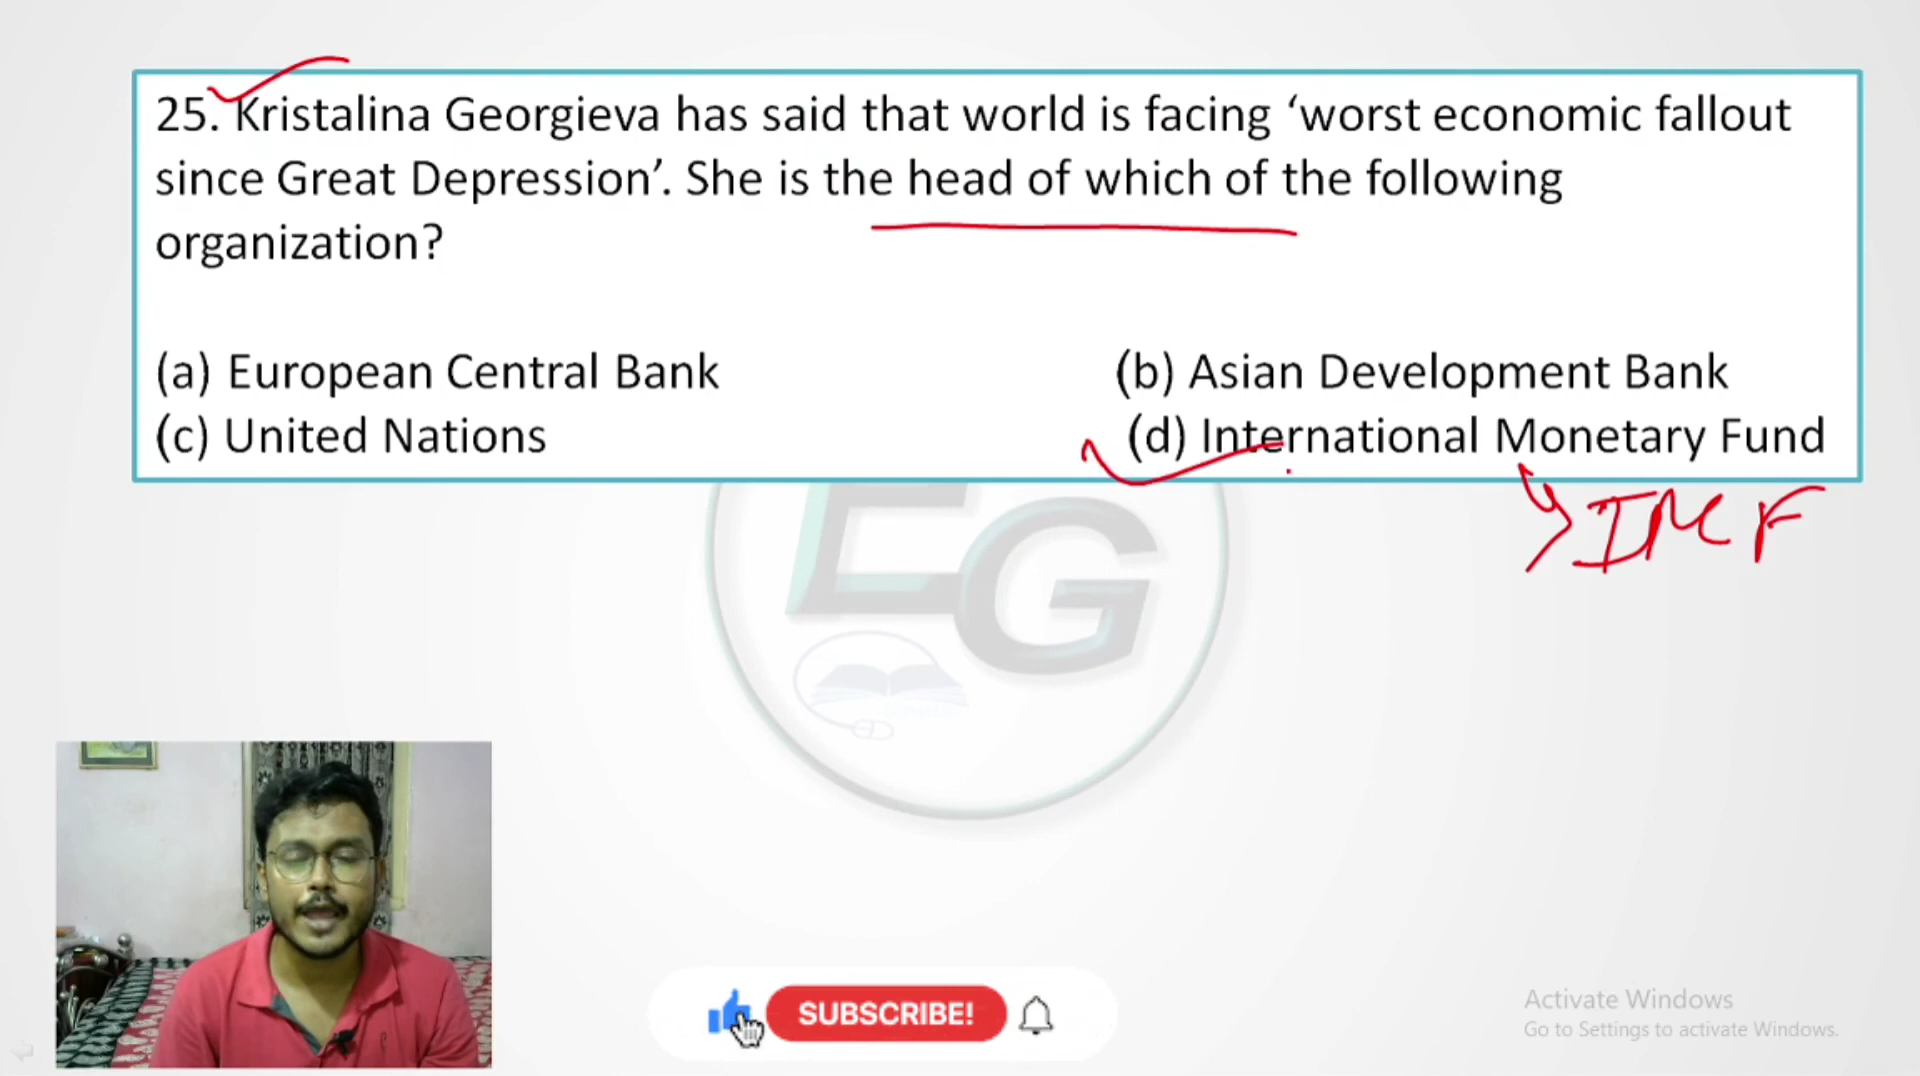 25. Kristalina Georgieva has said that world is facing ‘worst economic fallout
since Great Depression’. She is the head of which of the following
organization?
(a) European Central Bank (b) Asian Development Bank
(c) United Nations (d) International Monetary Fund
IMF
EG
SUBSCRIBE!
Activate Windows
Go to Settings to activate Windows.